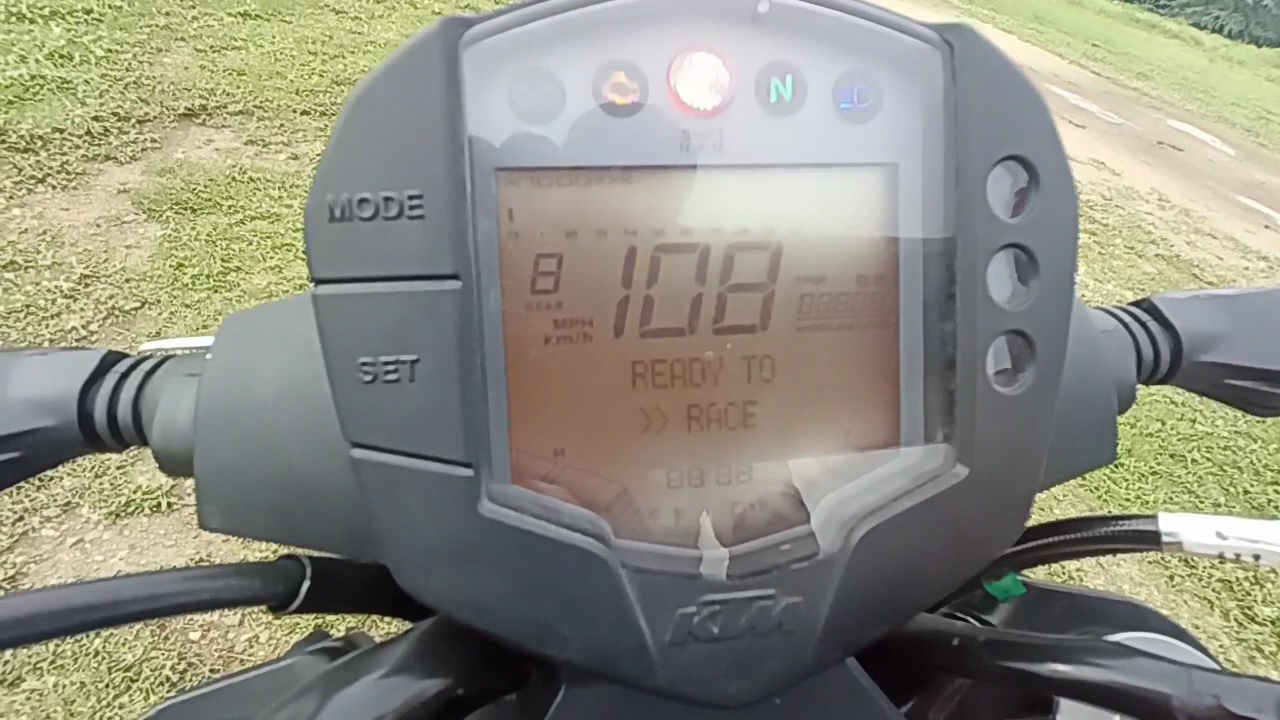 N
MODE
8
108
GEAR
MPH
Km/h
SET
READY TO
>> RACE
H
88:88
KTM